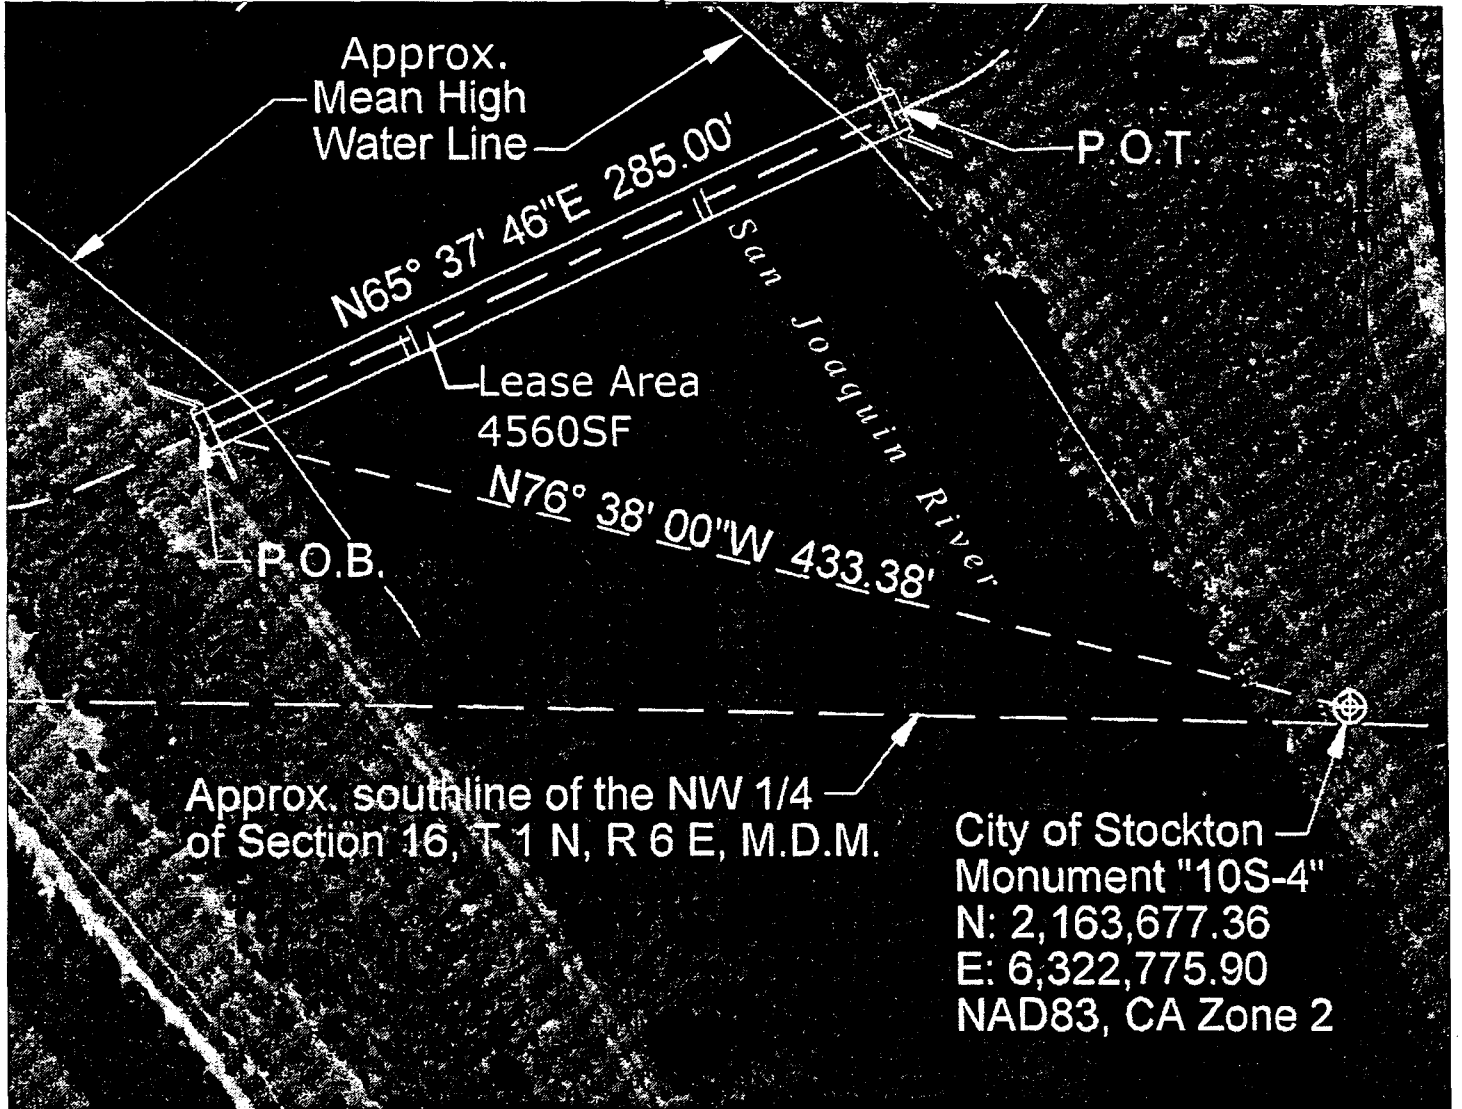 Approx.
Mean High
Water Line
P.O.T.
N65° 37' 46"E 285.00'
San Joaquin River
Lease Area
4560SF
N76° 38' 00"W 433.38'
P.O.B.
Approx. southline of the NW 1/4
of Section 16, T 1 N, R 6 E, M.D.M.
City of Stockton
Monument "10S-4"
N: 2,163,677.36
E: 6,322,775.90
NAD83, CA Zone 2